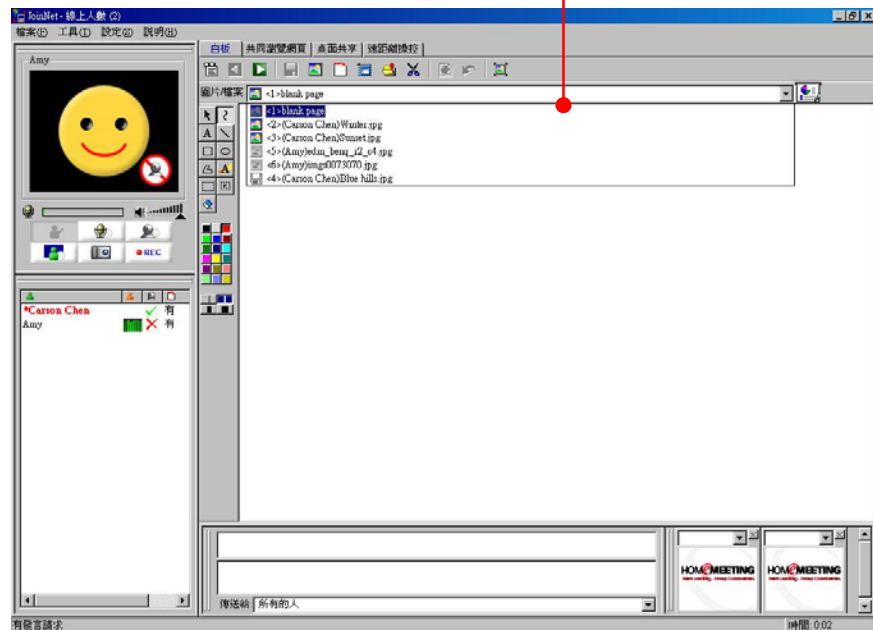 JoinNet - 線上人數 (2)
檔案(F) 工具(T) 設定(S) 說明(H)
Amy
REC
*Carson Chen 有
Amy 有
白板 共同瀏覽網頁 桌面共享 遠距離操控
圖片/檔案 <1>blank page
<1>blank page
<2>(Carson Chen)Winter.jpg
<3>(Carson Chen)Sunset.jpg
<5>(Amy)edm_benq_r2_c4.jpg
<6>(Amy)imgs0073070.jpg
<4>(Carson Chen)Blue hills.jpg
A
A
傳送給 所有的人
HOMEMEETING HOMEMEETING
有發言請求 時間: 0:02